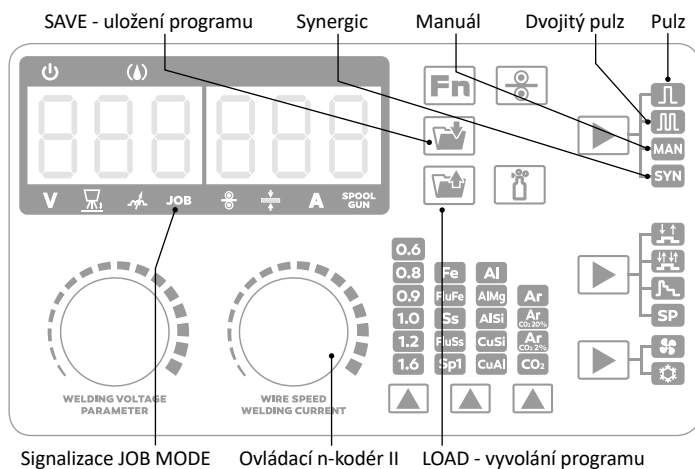 SAVE - uložení programu
Synergic
Manuál
Dvojitý pulz
Pulz
Fn
MAN
SYN
V
JOB
A
SPOOL GUN
0.6
0.8 Fe Al
0.9 FluFe AlMg Ar
1.0 Ss AlSi Ar CO₂ 20%
1.2 FluSs CuSi Ar CO₂ 2%
1.6 Sp1 CuAl CO₂
SP
WELDING VOLTAGE
PARAMETER
WIRE SPEED
WELDING CURRENT
Signalizace JOB MODE
Ovládací n-kodér II
LOAD - vyvolání programu